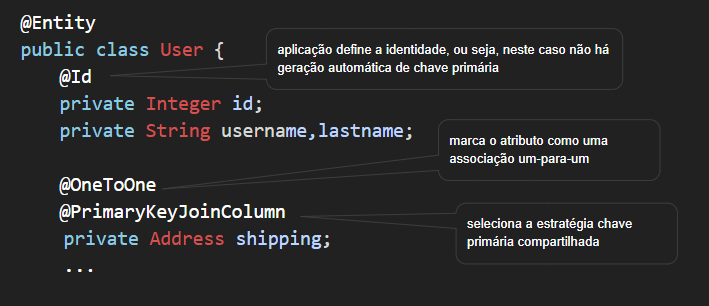 @Entity
public class User {
aplicação define a identidade, ou seja, neste caso não há
geração automática de chave primária
@Id
private Integer id;
private String username,lastname;
marca o atributo como uma
associação um-para-um
@OneToOne
@PrimaryKeyJoinColumn
seleciona a estratégia chave
primária compartilhada
private Address shipping;
...